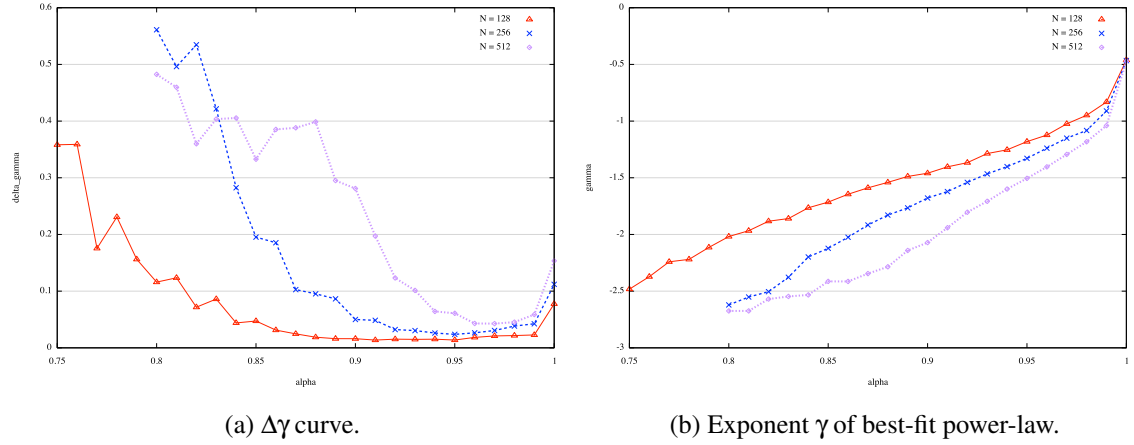 0.6
0.5
0.4
0.3
0.2
0.1
0
0.75
0.8
0.85
0.9
0.95
1
delta_gamma
alpha
N = 128
N = 256
N = 512
(a) Δγ curve.
0
-0.5
-1
-1.5
-2
-2.5
-3
0.75
0.8
0.85
0.9
0.95
1
gamma
alpha
N = 128
N = 256
N = 512
(b) Exponent γ of best-fit power-law.